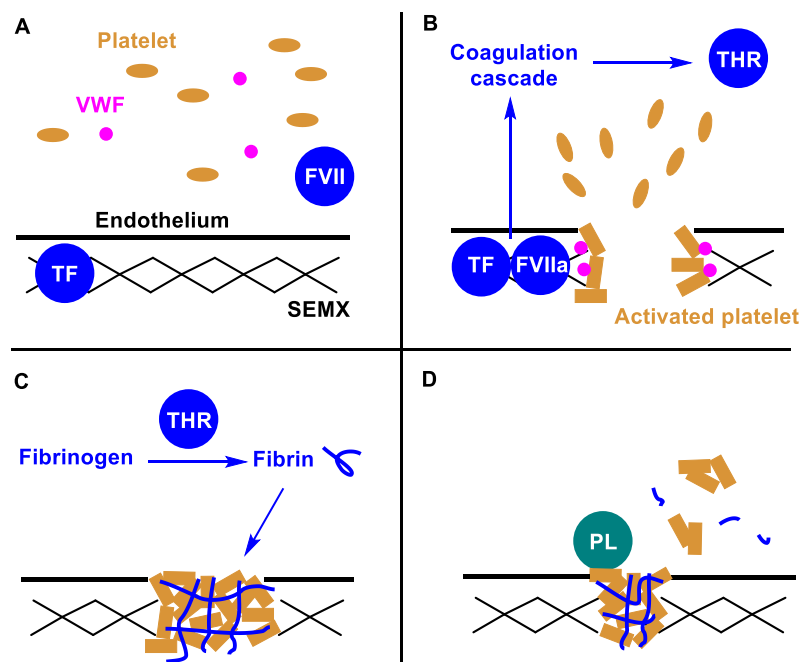 A
Platelet
VWF
FVII
Endothelium
TF
SEMX
B
Coagulation
cascade
THR
TF
FVIIa
Activated platelet
C
THR
Fibrinogen
Fibrin
D
PL